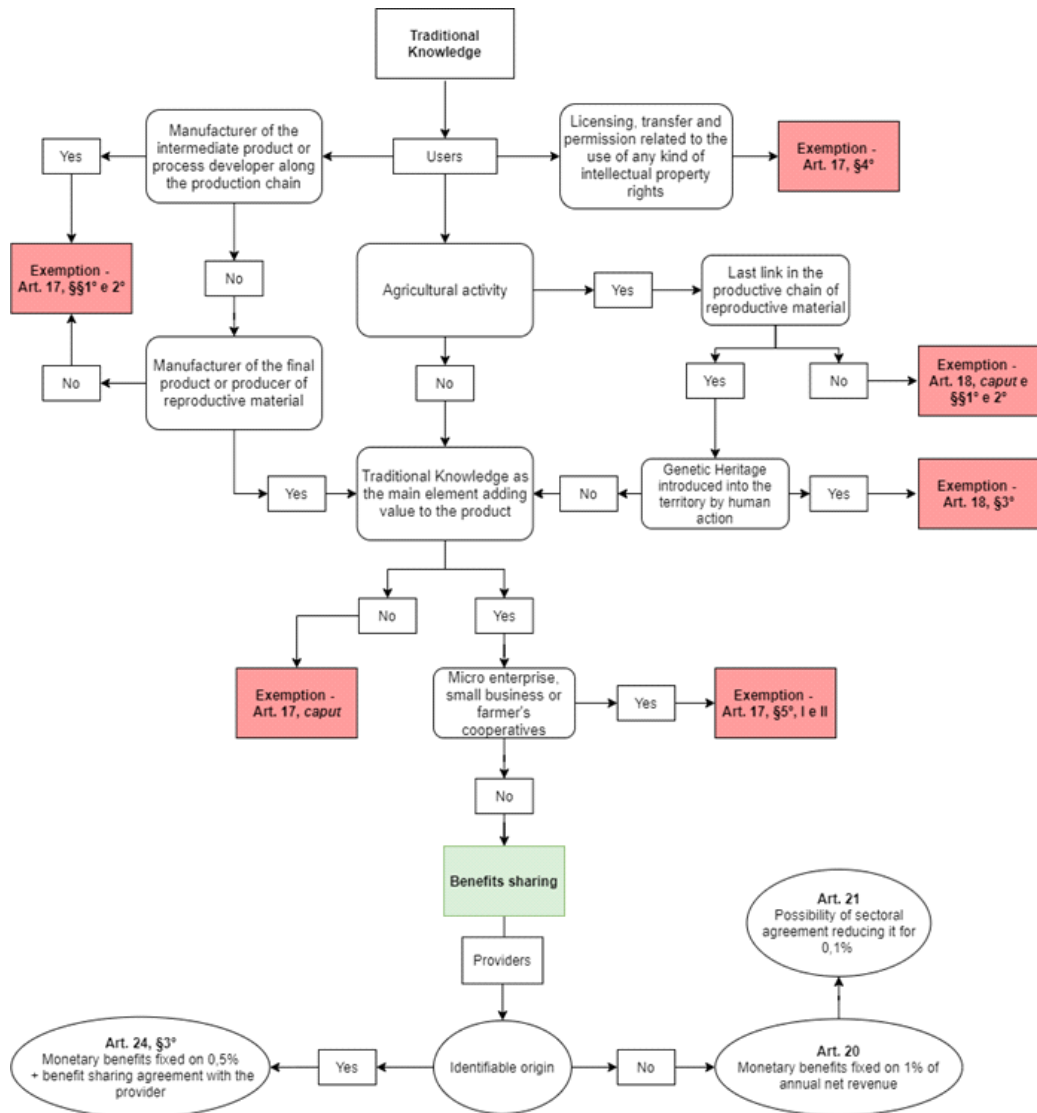 Traditional
Knowledge
Manufacturer of the
intermediate product or
process developer along
the production chain
Yes
Users
Licensing, transfer and
permission related to the
use of any kind of
intellectual property
rights
Exemption -
Art. 17, §4º
Exemption -
Art. 17, §§1º e 2º
No
Agricultural activity
Yes
Last link in the
productive chain of
reproductive material
No
Manufacturer of the final
product or producer of
reproductive material
No
Yes
No
Exemption -
Art. 18, caput e
§§1º e 2º
Yes
Traditional Knowledge as
the main element adding
value to the product
No
Genetic Heritage
introduced into the
territory by human
action
Yes
Exemption -
Art. 18, §3º
No
Yes
Exemption -
Art. 17, caput
Micro enterprise,
small business or
farmer's
cooperatives
Yes
Exemption -
Art. 17, §5º, I e II
No
Benefits sharing
Art. 21
Possibility of sectoral
agreement reducing it for
0,1%
Providers
Art. 24, §3º
Monetary benefits fixed on 0,5%
+ benefit sharing agreement with the
provider
Yes
Identifiable origin
No
Art. 20
Monetary benefits fixed on 1% of
annual net revenue